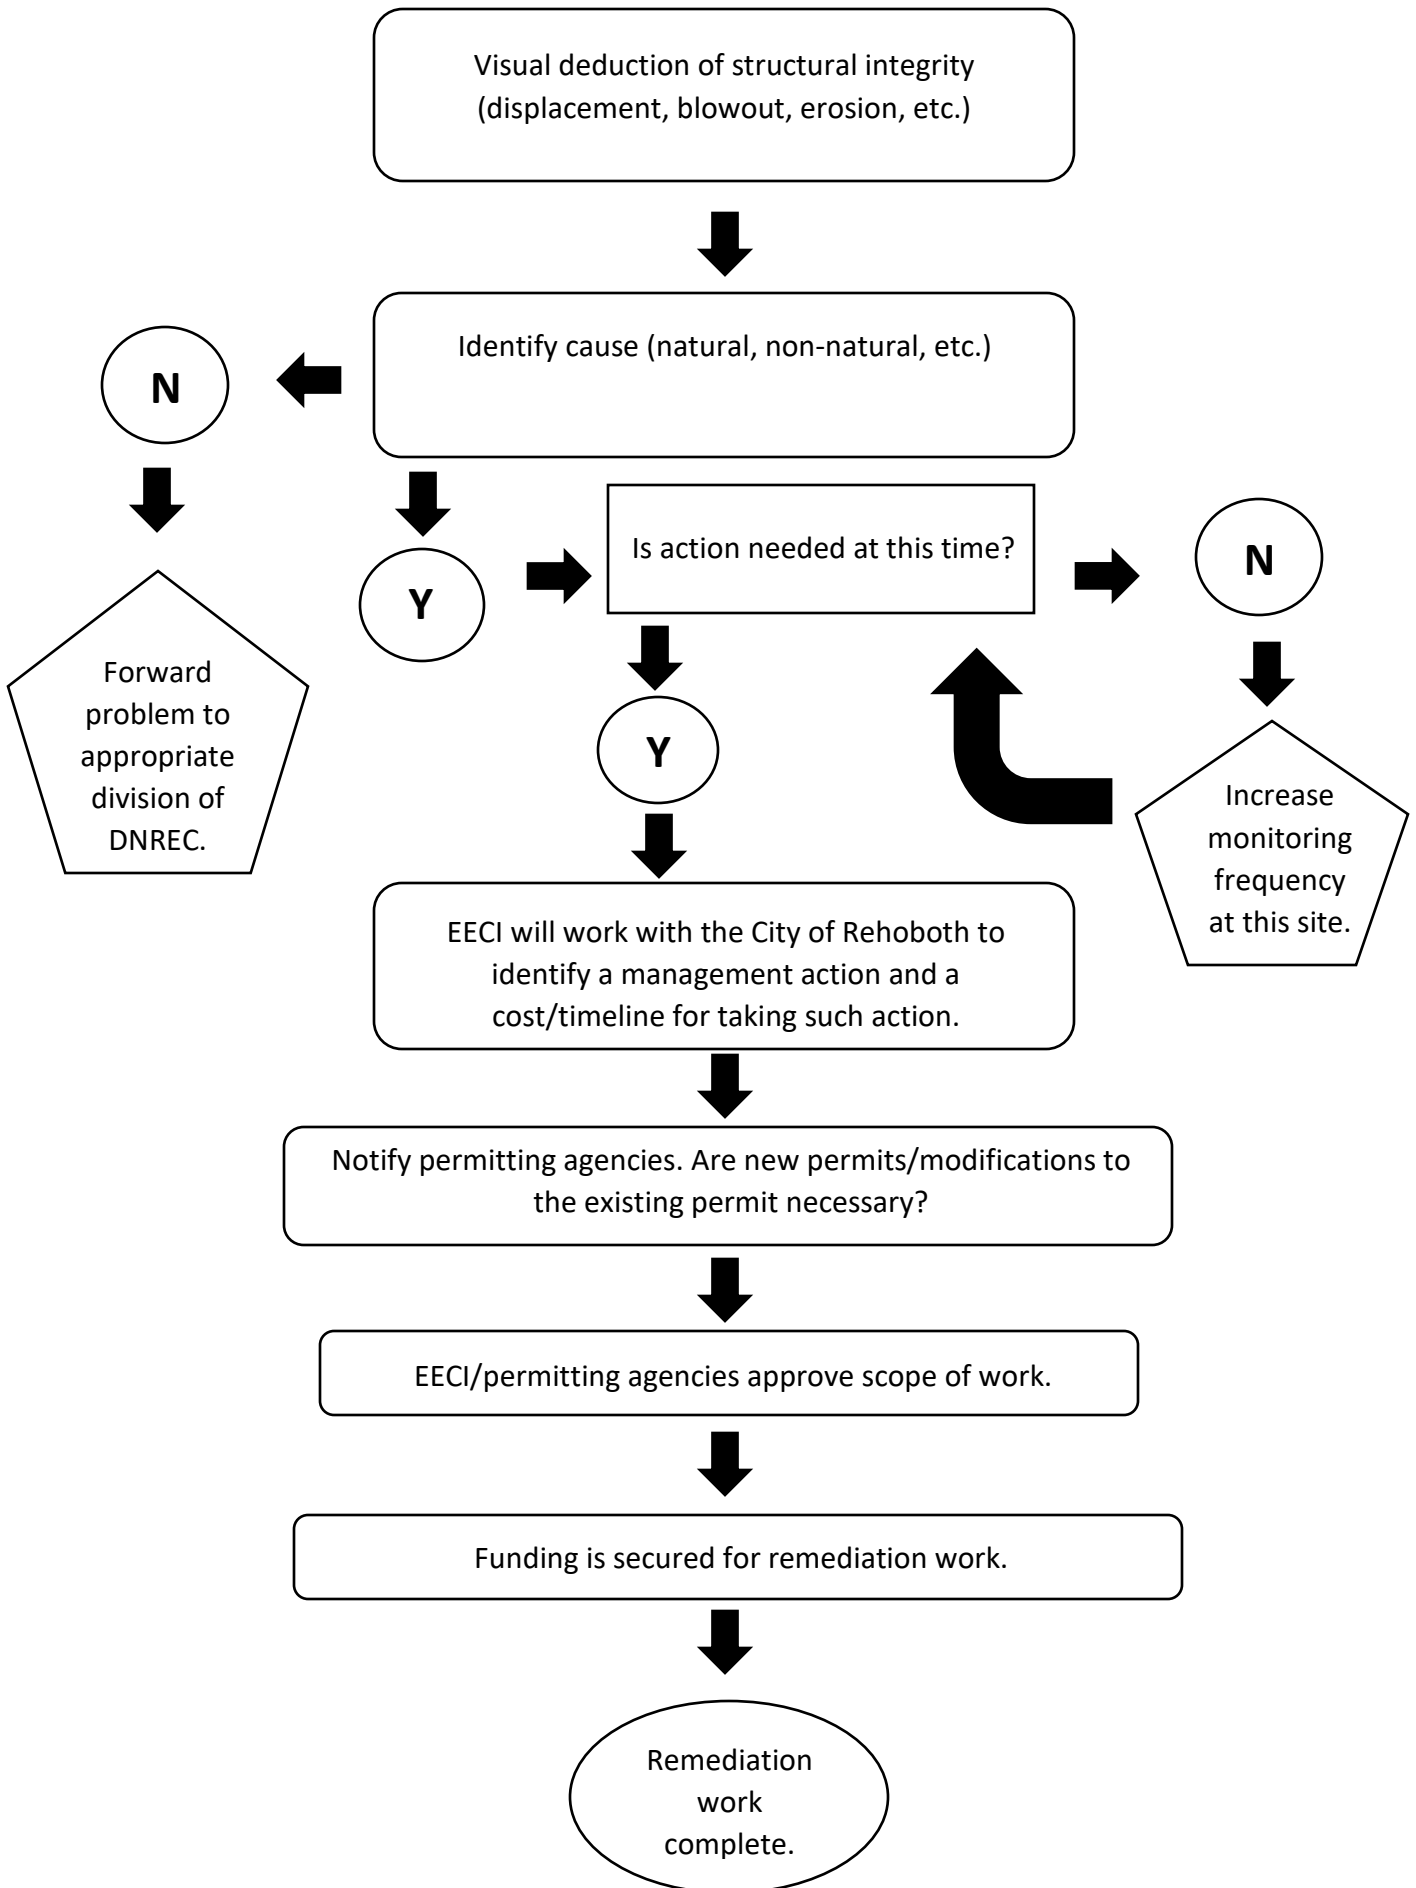 Visual deduction of structural integrity
(displacement, blowout, erosion, etc.)
Identify cause (natural, non-natural, etc.)
N
Forward
problem to
appropriate
division of
DNREC.
Y
Is action needed at this time?
N
Increase
monitoring
frequency
at this site.
Y
EECI will work with the City of Rehoboth to
identify a management action and a
cost/timeline for taking such action.
Notify permitting agencies. Are new permits/modifications to
the existing permit necessary?
EECI/permitting agencies approve scope of work.
Funding is secured for remediation work.
Remediation
work
complete.